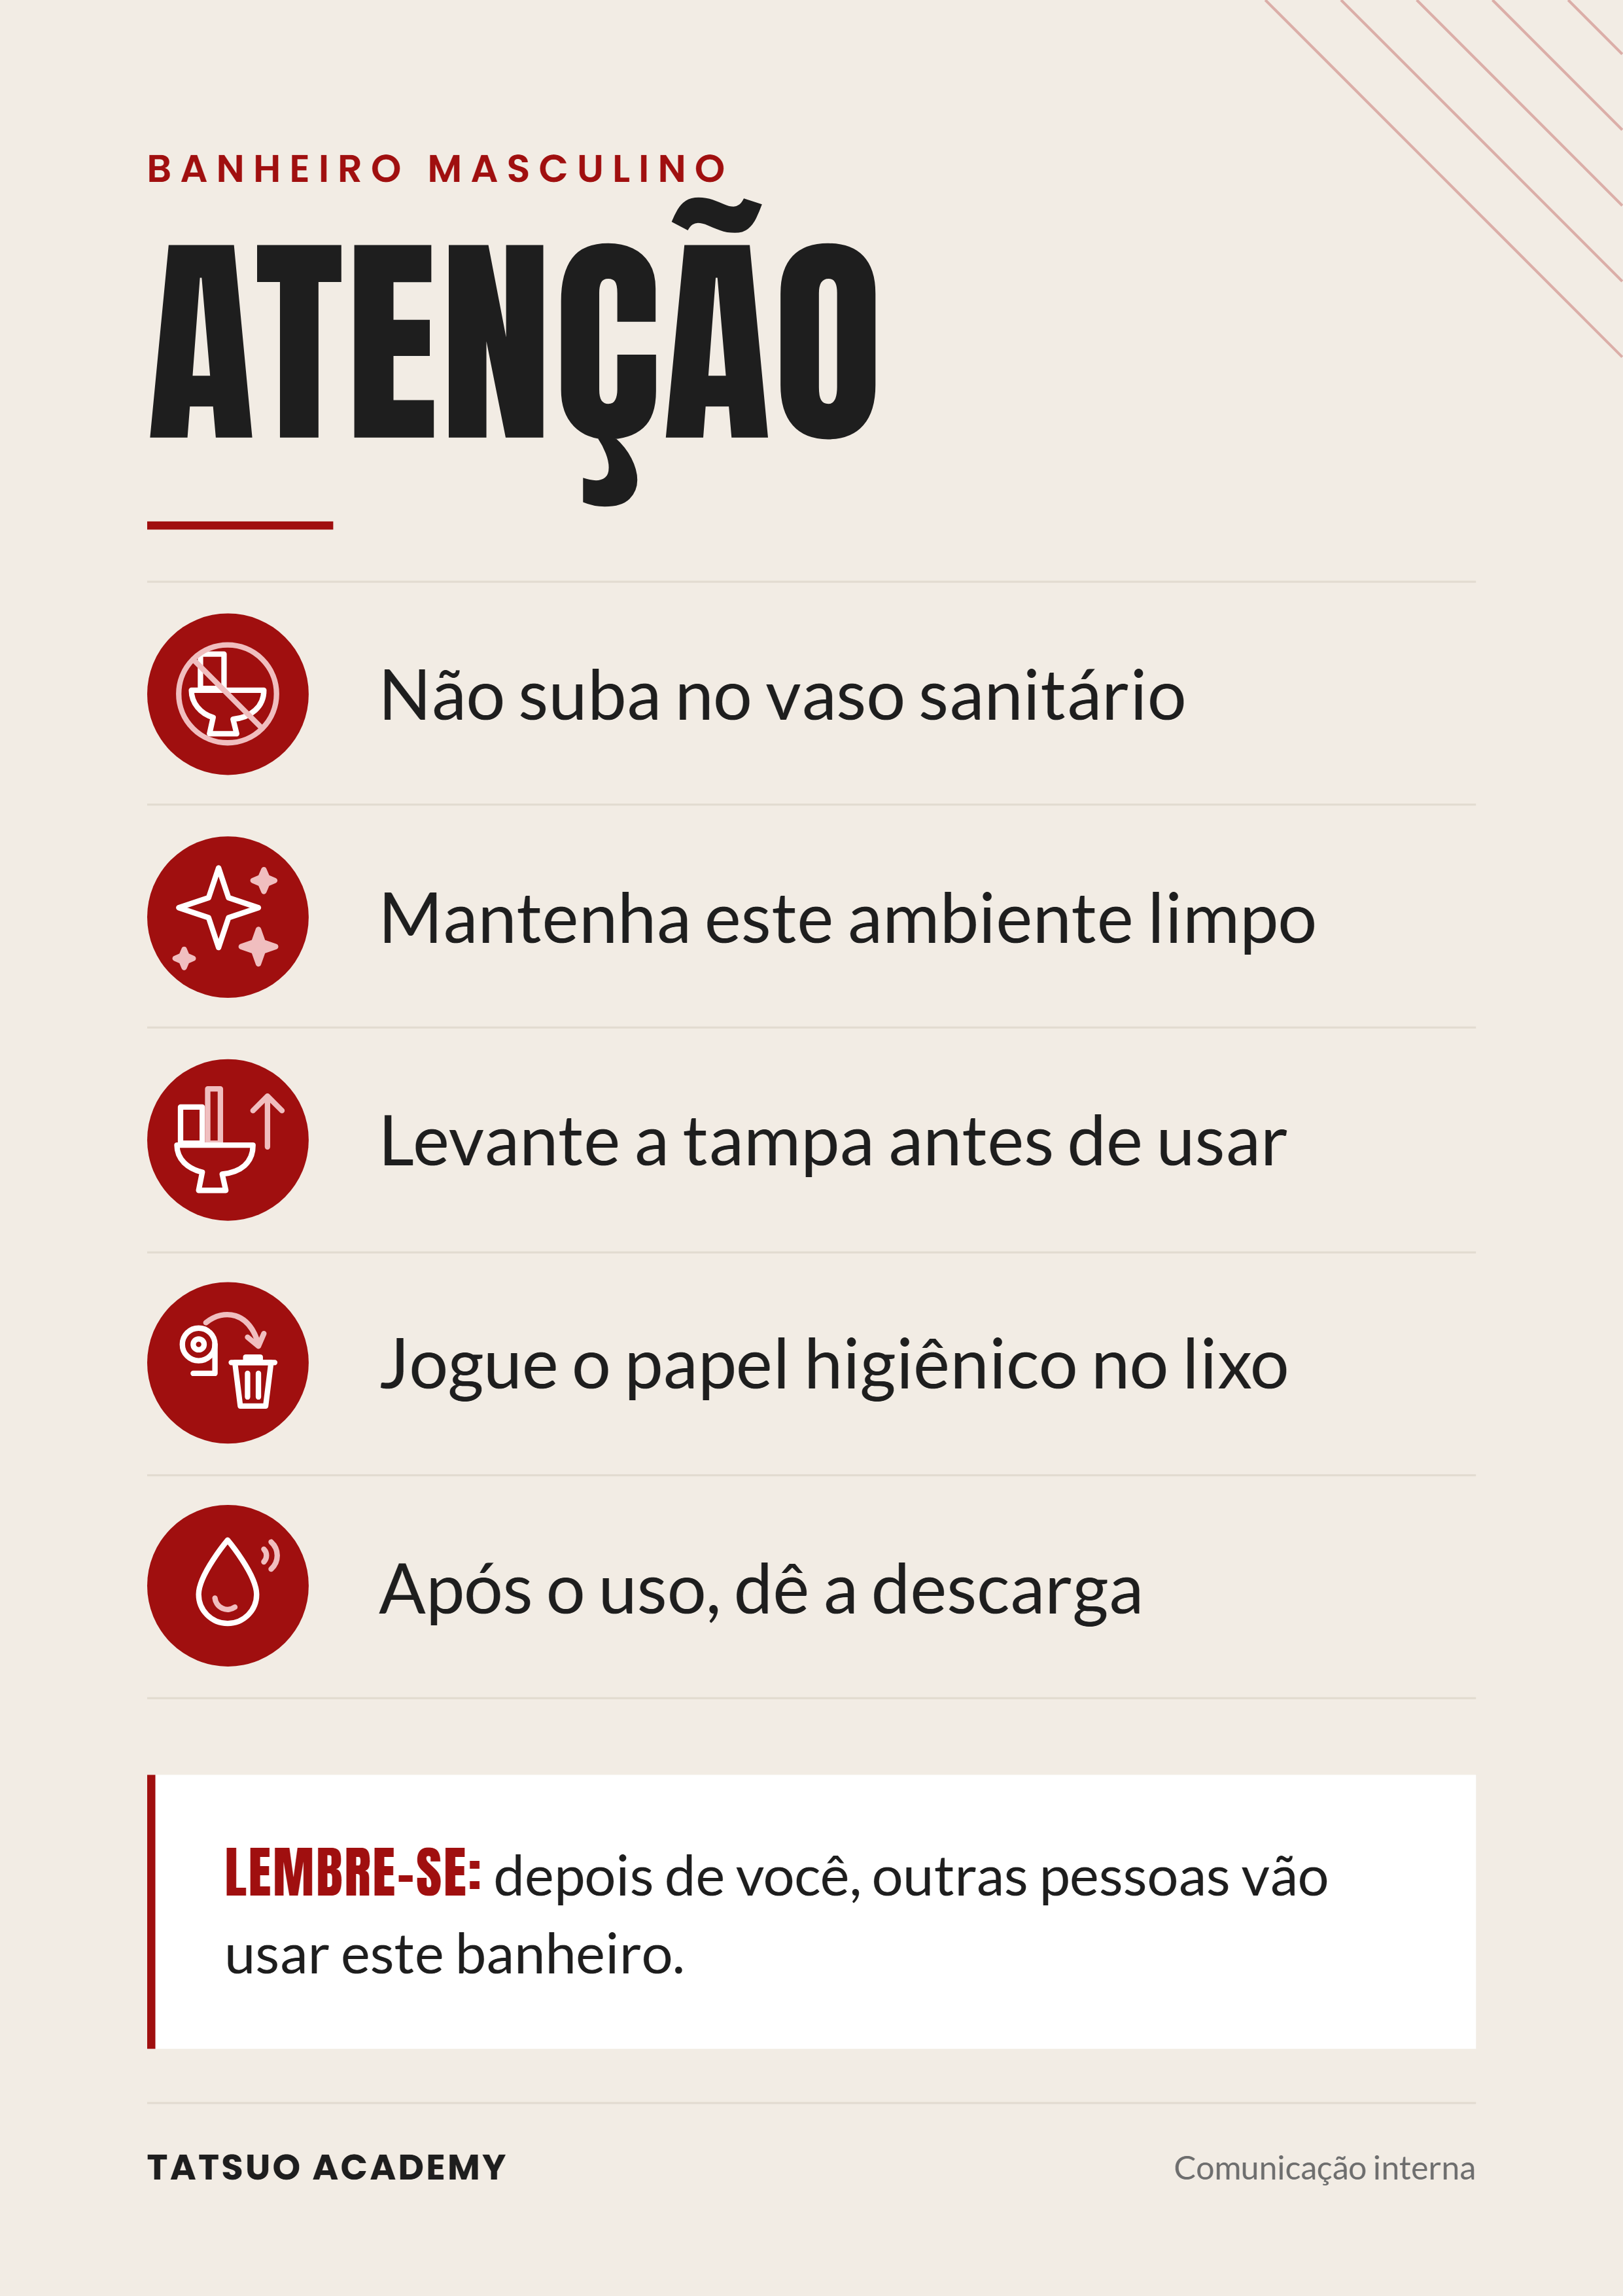 BANHEIRO MASCULINO
ATENÇÃO
Não suba no vaso sanitário
Mantenha este ambiente limpo
Levante a tampa antes de usar
Jogue o papel higiênico no lixo
Após o uso, dê a descarga
LEMBRE-SE: depois de você, outras pessoas vão
usar este banheiro.
TATSUO ACADEMY
Comunicação interna